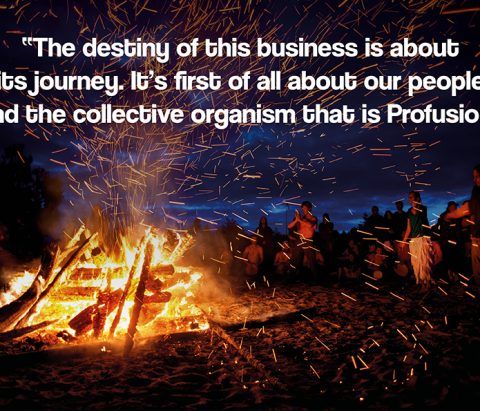 “The destiny of this business is about
its journey. It’s first of all about our people
nd the collective organism that is Profusio